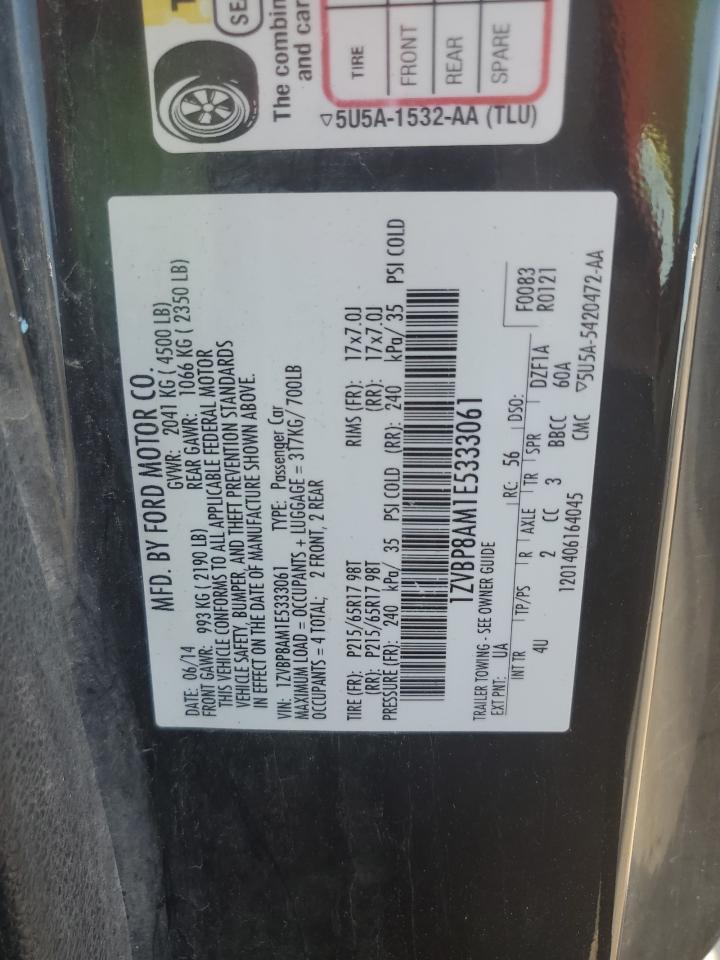 SE
The combin
and car
TIRE
FRONT
REAR
SPARE
▽5U5A-1532-AA (TLU)
MFD. BY FORD MOTOR CO.
DATE: 06/14 GVWR: 2041 KG ( 4500 LB)
FRONT GAWR: 993 KG ( 2190 LB) REAR GAWR: 1066 KG ( 2350 LB)
THIS VEHICLE CONFORMS TO ALL APPLICABLE FEDERAL MOTOR
VEHICLE SAFETY, BUMPER, AND THEFT PREVENTION STANDARDS
IN EFFECT ON THE DATE OF MANUFACTURE SHOWN ABOVE.
VIN: 1ZVBP8AM1E5333061 TYPE: Passenger Car
MAXIMUM LOAD = OCCUPANTS + LUGGAGE = 317KG/700LB
OCCUPANTS = 4 TOTAL; 2 FRONT, 2 REAR
TIRE (FR): P215/65R17 98T RIMS (FR): 17x7.0J
(RR): P215/65R17 98T (RR): 17x7.0J
PRESSURE (FR): 240 kPa/ 35 PSI COLD (RR): 240 kPa/ 35 PSI COLD
1ZVBP8AM1E5333061
TRAILER TOWING - SEE OWNER GUIDE
EXT PNT: UA RC: 56 DSO: F0083
INT TR TP/PS R AXLE TR SPR DZF1A R0121
4U 2 CC 3 BBCC 60A
1201406164045 CMC ▽5U5A-5420472-AA